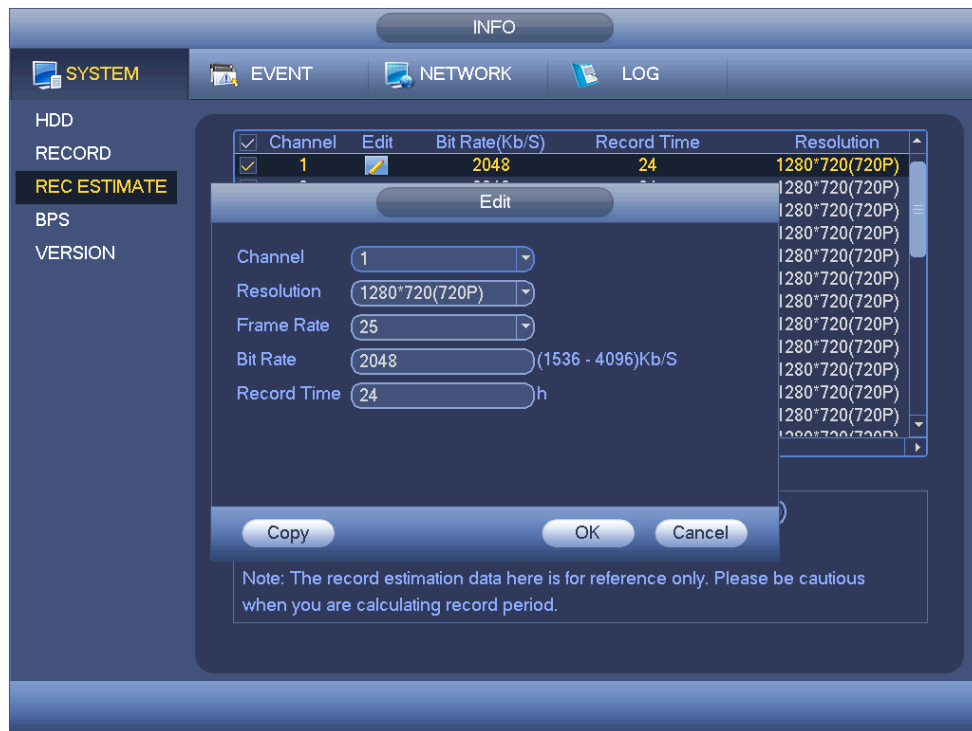 INFO
SYSTEM EVENT NETWORK LOG
HDD
RECORD
REC ESTIMATE
BPS
VERSION
Channel Edit Bit Rate(Kb/S) Record Time Resolution
1 2048 24 1280*720(720P)
1280*720(720P)
1280*720(720P)
1280*720(720P)
1280*720(720P)
1280*720(720P)
1280*720(720P)
1280*720(720P)
1280*720(720P)
1280*720(720P)
1280*720(720P)
1280*720(720P)
1280*720(720P)
Edit
Channel 1
Resolution 1280*720(720P)
Frame Rate 25
Bit Rate 2048 (1536 - 4096)Kb/S
Record Time 24 h
Copy OK Cancel
Note: The record estimation data here is for reference only. Please be cautious
when you are calculating record period.